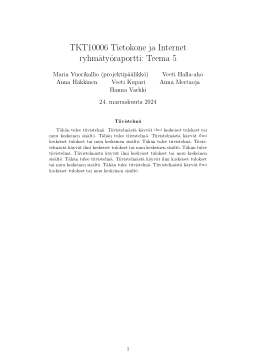 TKT10006 Tietokone ja Internet
ryhmätyöraportti: Teema 5
Maria Vuorikallio (projektipäällikkö) Veeti Halla-aho
Anna Häkkinen Veeti Kupari Anna Mertaoja
Hanna Varkki
24. marraskuuta 2024
Tiivistelmä
Tähän tulee tiivistelmä. Tiivistelmästä käyvät ilmi keskeiset tulokset tai
muu keskeinen sisältö. Tähän tulee tiivistelmä. Tiivistelmästä käyvät ilmi
keskeiset tulokset tai muu keskeinen sisältö. Tähän tulee tiivistelmä. Tiivis-
telmästä käyvät ilmi keskeiset tulokset tai muu keskeinen sisältö. Tähän tulee
tiivistelmä. Tiivistelmästä käyvät ilmi keskeiset tulokset tai muu keskeinen
sisältö. Tähän tulee tiivistelmä. Tiivistelmästä käyvät ilmi keskeiset tulokset
tai muu keskeinen sisältö. Tähän tulee tiivistelmä. Tiivistelmästä käyvät ilmi
keskeiset tulokset tai muu keskeinen sisältö.
1